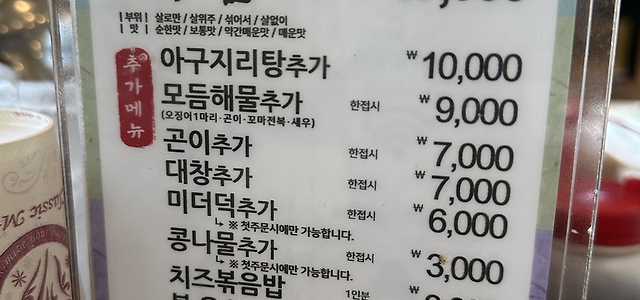 |부위| 살로만 / 살위주 / 섞어서 / 살없이
| 맛 | 순한맛 / 보통맛 / 약간매운맛 / 매운맛
추가메뉴
아구지리탕추가 ₩10,000
모듬해물추가 한접시 ₩9,000
(오징어1마리·곤이·꼬마전복·새우)
곤이추가 한접시 ₩7,000
대창추가 한접시 ₩7,000
미더덕추가 한접시 ₩6,000
↳ ※ 첫주문시에만 가능합니다.
콩나물추가 한접시 ₩3,000
↳ ※ 첫주문시에만 가능합니다.
치즈볶음밥 1인분